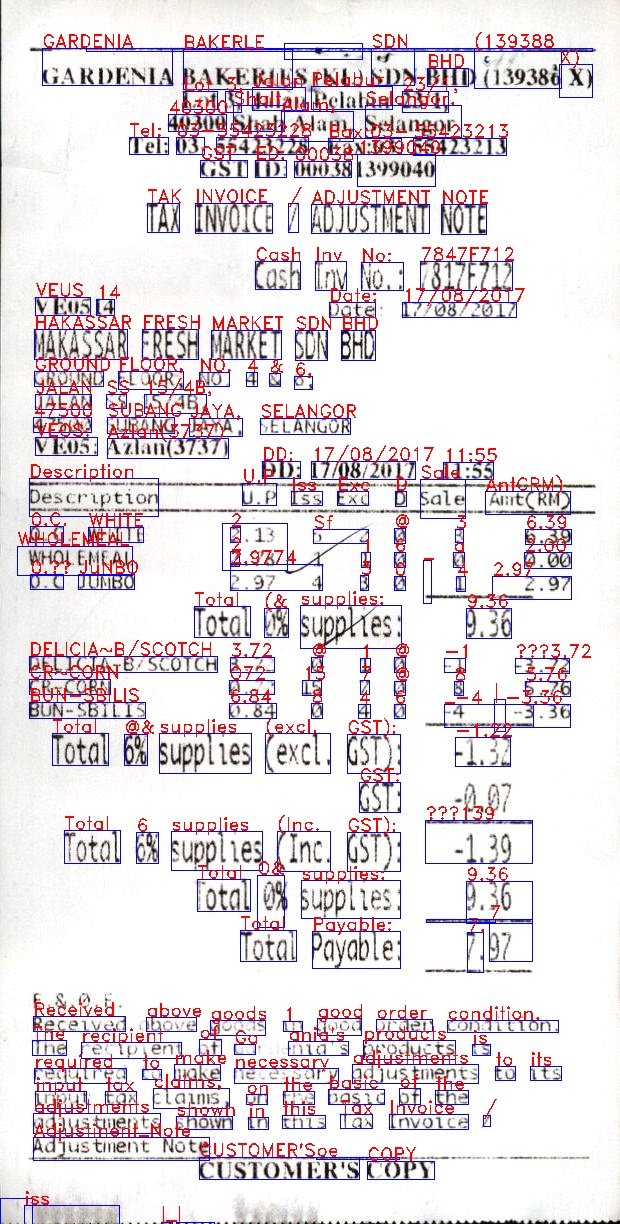 GARDENIA BAKERIES (KL) SDN BHD (139386 X)
Lot 3, Jalan Pelabur 23/1,
40300 Shah Alam, Selangor.
Tel: 03-55423228 Fax:03-55423213
GST ID: 000381399040
TAX INVOICE / ADJUSTMENT NOTE
Cash Inv No.: 7817F712
VE05 14 Date: 17/08/2017
MAKASSAR FRESH MARKET SDN BHD
GROUND FLOOR, NO. 4 & 6,
JALAN SS 15/4B,
47500 SUBANG JAYA, SELANGOR
VE05: Azlan(3737)
DD: 17/08/2017 11:55
Description U.P Iss Exc D Sale Amt(RM)
O.C. WHITE 2.13 5 2 0 3 6.39
WHOLEMEAL 1 1 0 0 0.00
O.C JUMBO 2.97 4 3 0 1 2.97
Total 0% supplies: 9.36
DELICIA-B/SCOTCH 3.72 0 1 0 -1 -3.72
CR-CORN 0.72 15 7 0 8 5.76
BUN-SBILIS 0.84 0 4 0 -4 -3.36
Total 6% supplies (excl. GST): -1.32
GST: -0.07
Total 6% supplies (Inc. GST): -1.39
Total 0% supplies: 9.36
Total Payable: 7.97
E.&.O.E.
Received above goods in good order condition.
The recipient of Gardenia's products is
required to make necessary adjustments to its
input tax claims, on the basis of the
adjustments shown in this Tax Invoice /
Adjustment Note
CUSTOMER'S COPY